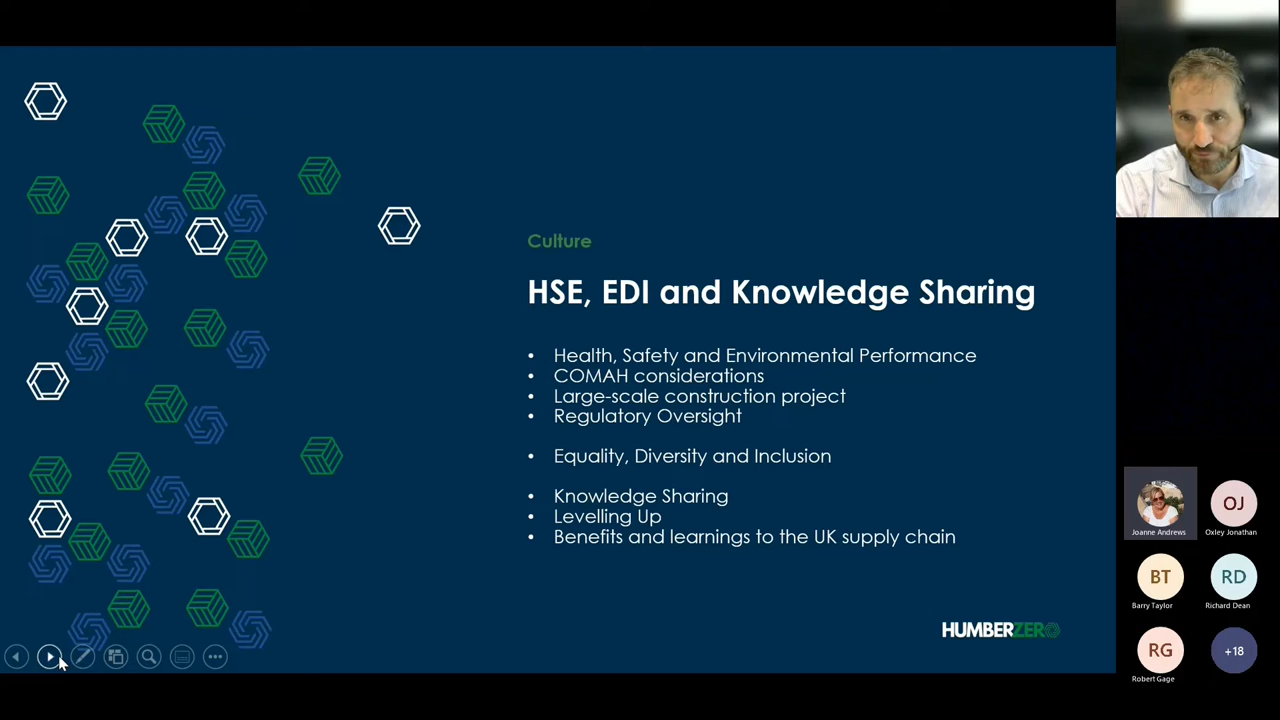 Culture
HSE, EDI and Knowledge Sharing
• Health, Safety and Environmental Performance
• COMAH considerations
• Large-scale construction project
• Regulatory Oversight
• Equality, Diversity and Inclusion
• Knowledge Sharing
• Levelling Up
• Benefits and learnings to the UK supply chain
HUMBERZERO
Joanne Andrews
OJ
Oxley Jonathan
BT
Barry Taylor
RD
Richard Dean
RG
Robert Gage
+18